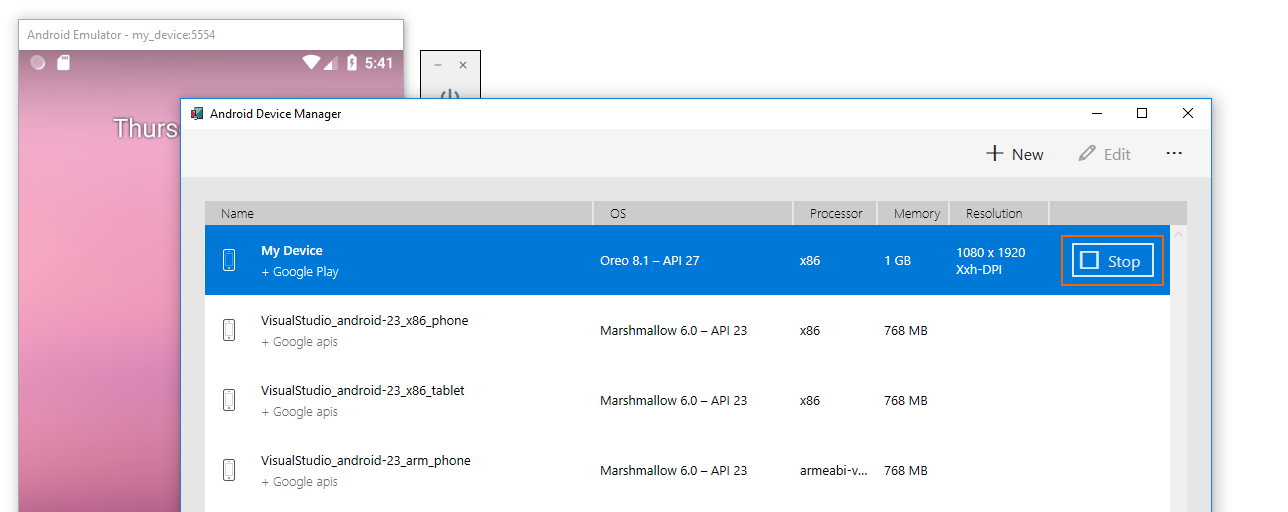 Android Emulator - my_device:5554
5:41
Thurs
Android Device Manager
New
Edit
Name OS Processor Memory Resolution
My Device
+ Google Play
Oreo 8.1 – API 27 x86 1 GB
1080 x 1920
Xxh-DPI
Stop
VisualStudio_android-23_x86_phone
+ Google apis
Marshmallow 6.0 – API 23 x86 768 MB
VisualStudio_android-23_x86_tablet
+ Google apis
Marshmallow 6.0 – API 23 x86 768 MB
VisualStudio_android-23_arm_phone
+ Google apis
Marshmallow 6.0 – API 23 armeabi-v... 768 MB